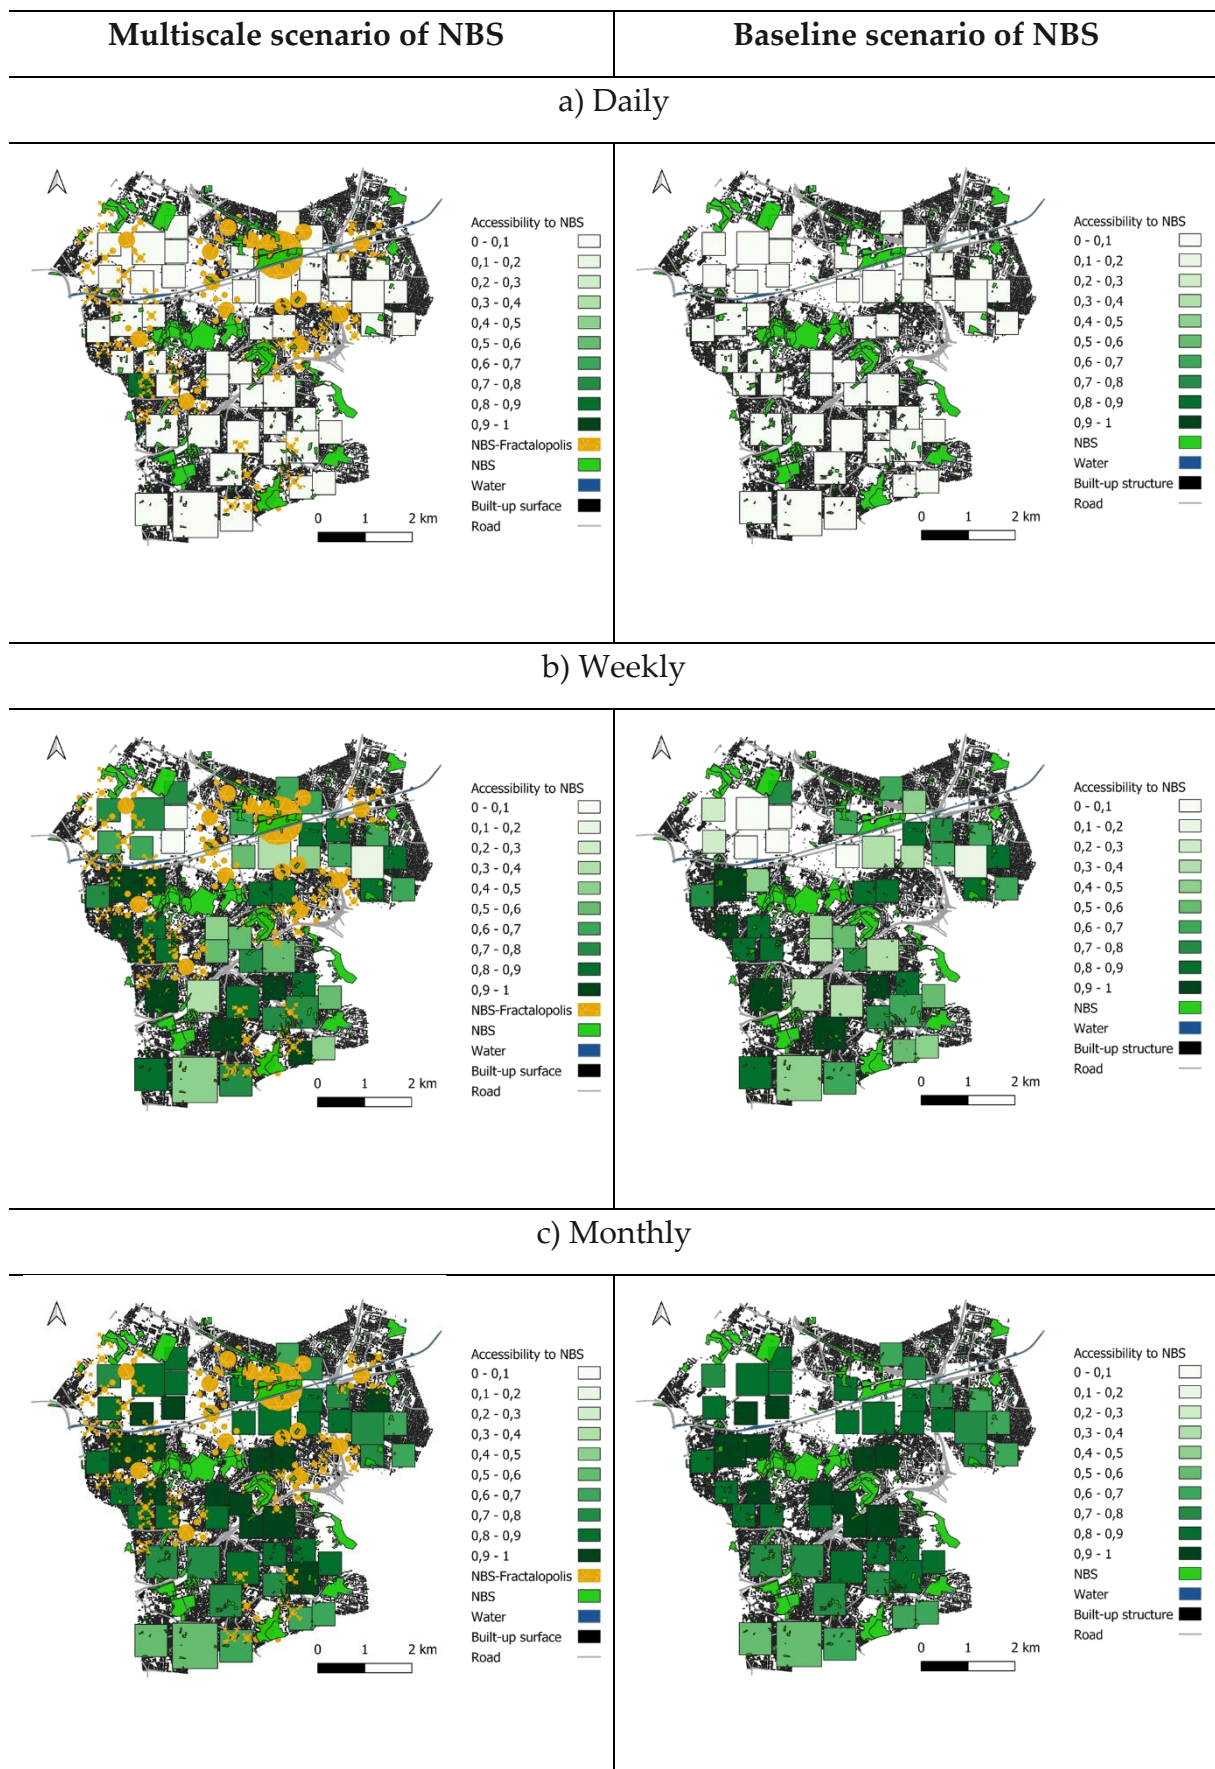 Multiscale scenario of NBS
Baseline scenario of NBS
a) Daily
Accessibility to NBS
0 - 0,1
0,1 - 0,2
0,2 - 0,3
0,3 - 0,4
0,4 - 0,5
0,5 - 0,6
0,6 - 0,7
0,7 - 0,8
0,8 - 0,9
0,9 - 1
NBS-Fractalopolis
NBS
Water
Built-up surface
Road
0 1 2 km
Accessibility to NBS
0 - 0,1
0,1 - 0,2
0,2 - 0,3
0,3 - 0,4
0,4 - 0,5
0,5 - 0,6
0,6 - 0,7
0,7 - 0,8
0,8 - 0,9
0,9 - 1
NBS
Water
Built-up structure
Road
0 1 2 km
b) Weekly
Accessibility to NBS
0 - 0,1
0,1 - 0,2
0,2 - 0,3
0,3 - 0,4
0,4 - 0,5
0,5 - 0,6
0,6 - 0,7
0,7 - 0,8
0,8 - 0,9
0,9 - 1
NBS-Fractalopolis
NBS
Water
Built-up surface
Road
0 1 2 km
Accessibility to NBS
0 - 0,1
0,1 - 0,2
0,2 - 0,3
0,3 - 0,4
0,4 - 0,5
0,5 - 0,6
0,6 - 0,7
0,7 - 0,8
0,8 - 0,9
0,9 - 1
NBS
Water
Built-up structure
Road
0 1 2 km
c) Monthly
Accessibility to NBS
0 - 0,1
0,1 - 0,2
0,2 - 0,3
0,3 - 0,4
0,4 - 0,5
0,5 - 0,6
0,6 - 0,7
0,7 - 0,8
0,8 - 0,9
0,9 - 1
NBS-Fractalopolis
NBS
Water
Built-up surface
Road
0 1 2 km
Accessibility to NBS
0 - 0,1
0,1 - 0,2
0,2 - 0,3
0,3 - 0,4
0,4 - 0,5
0,5 - 0,6
0,6 - 0,7
0,7 - 0,8
0,8 - 0,9
0,9 - 1
NBS
Water
Built-up structure
Road
0 1 2 km